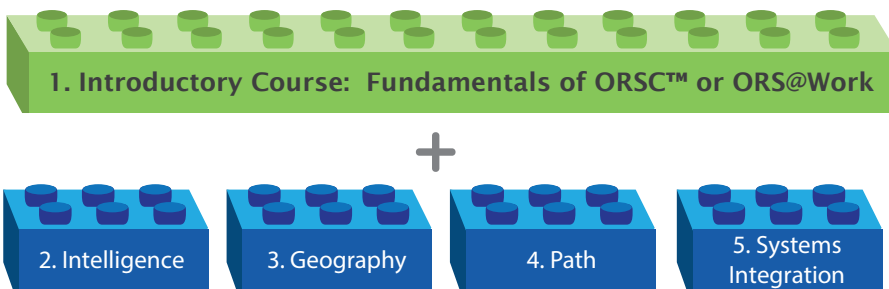 1. Introductory Course: Fundamentals of ORSC™ or ORS@Work
+
2. Intelligence
3. Geography
4. Path
5. Systems
Integration